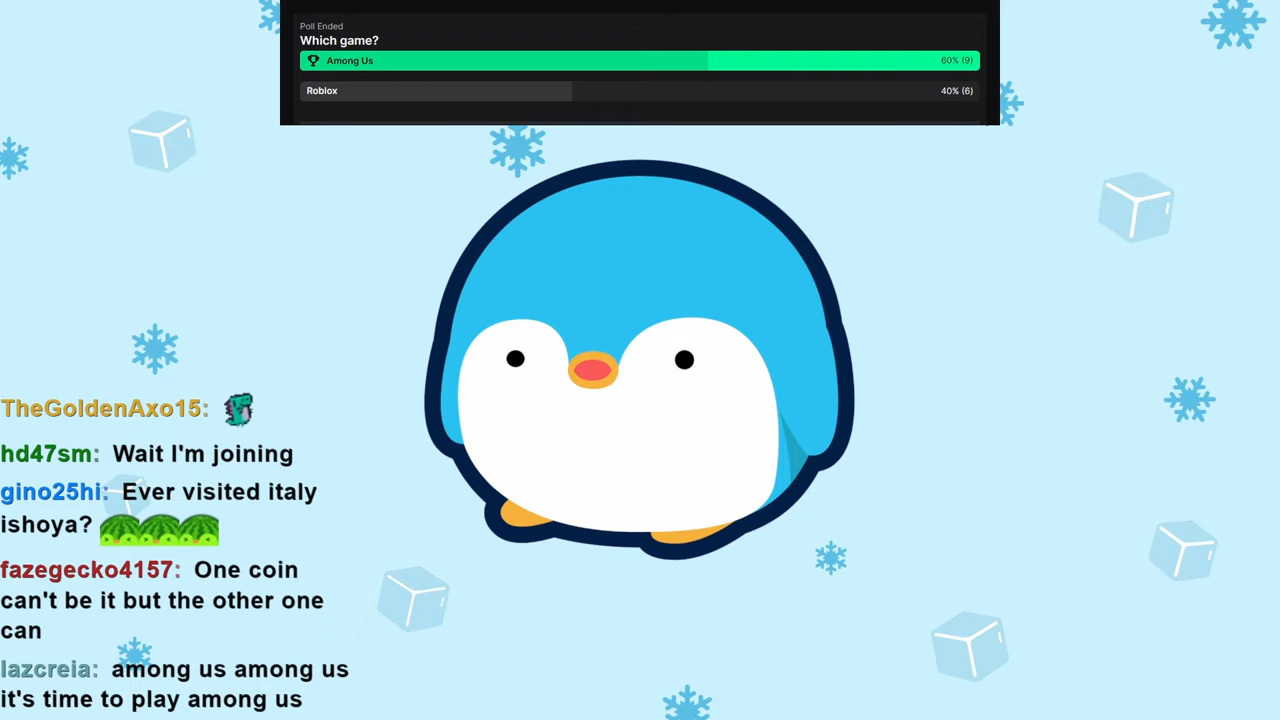 Poll Ended
Which game?
Among Us 60% (9)
Roblox 40% (6)
TheGoldenAxo15:
hd47sm: Wait I'm joining
gino25hi: Ever visited italy
ishoya?
fazegecko4157: One coin
can't be it but the other one
can
lazcreia: among us among us
it's time to play among us